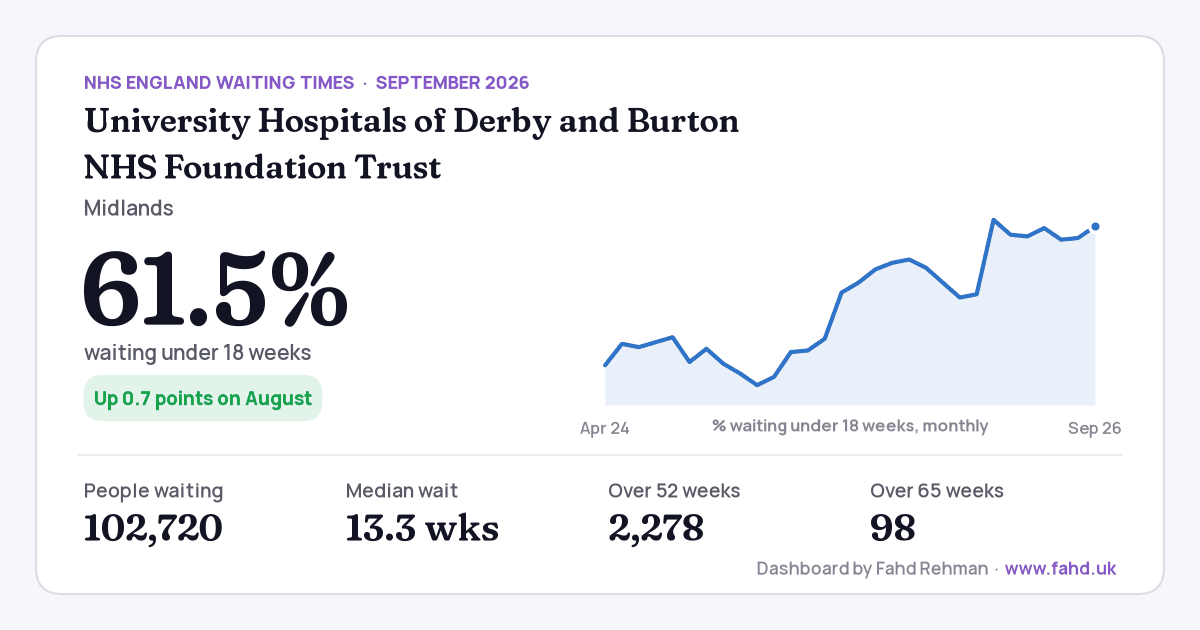 NHS ENGLAND WAITING TIMES · SEPTEMBER 2026
University Hospitals of Derby and Burton
NHS Foundation Trust
Midlands
61.5%
waiting under 18 weeks
Up 0.7 points on August
Apr 24
% waiting under 18 weeks, monthly
Sep 26
People waiting
102,720
Median wait
13.3 wks
Over 52 weeks
2,278
Over 65 weeks
98
Dashboard by Fahd Rehman · www.fahd.uk